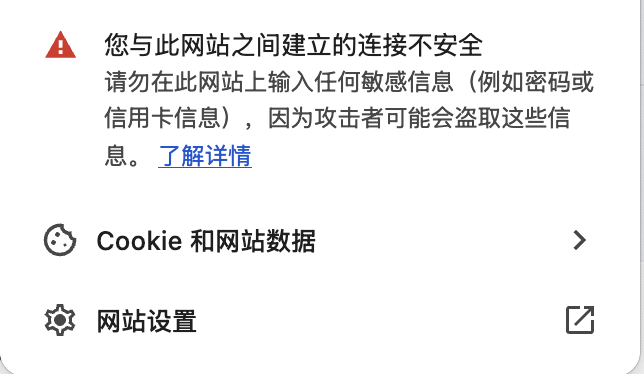 您与此网站之间建立的连接不安全
请勿在此网站上输入任何敏感信息（例如密码或
信用卡信息），因为攻击者可能会盗取这些信
息。 了解详情
Cookie 和网站数据
网站设置